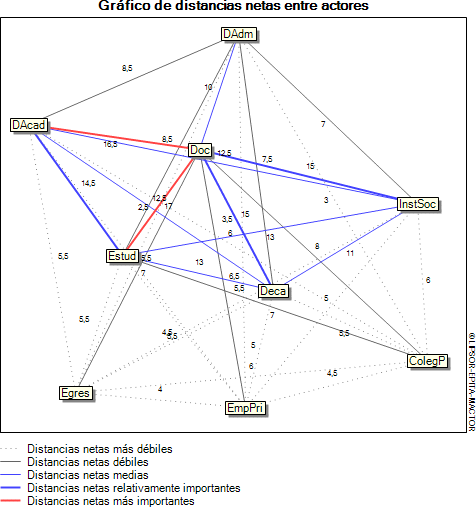 Gráfico de distancias netas entre actores
DAdm
8,5
10
7
DAcad
16,5
8,5
Doc
12,5
7,5
15
14,5
12,5
2,5
17
3
InstSoc
3,5
15
6
13
8
11
Estud
5,5
5,5
7
13
6,5
5,5
Deca
6
5
7
5,5
4,5
5,5
5,5
5
ColegP
6
4,5
Egres
4
EmpPri
© LIPSOR-EPITA-MACTOR
Distancias netas más débiles
Distancias netas débiles
Distancias netas medias
Distancias netas relativamente importantes
Distancias netas más importantes